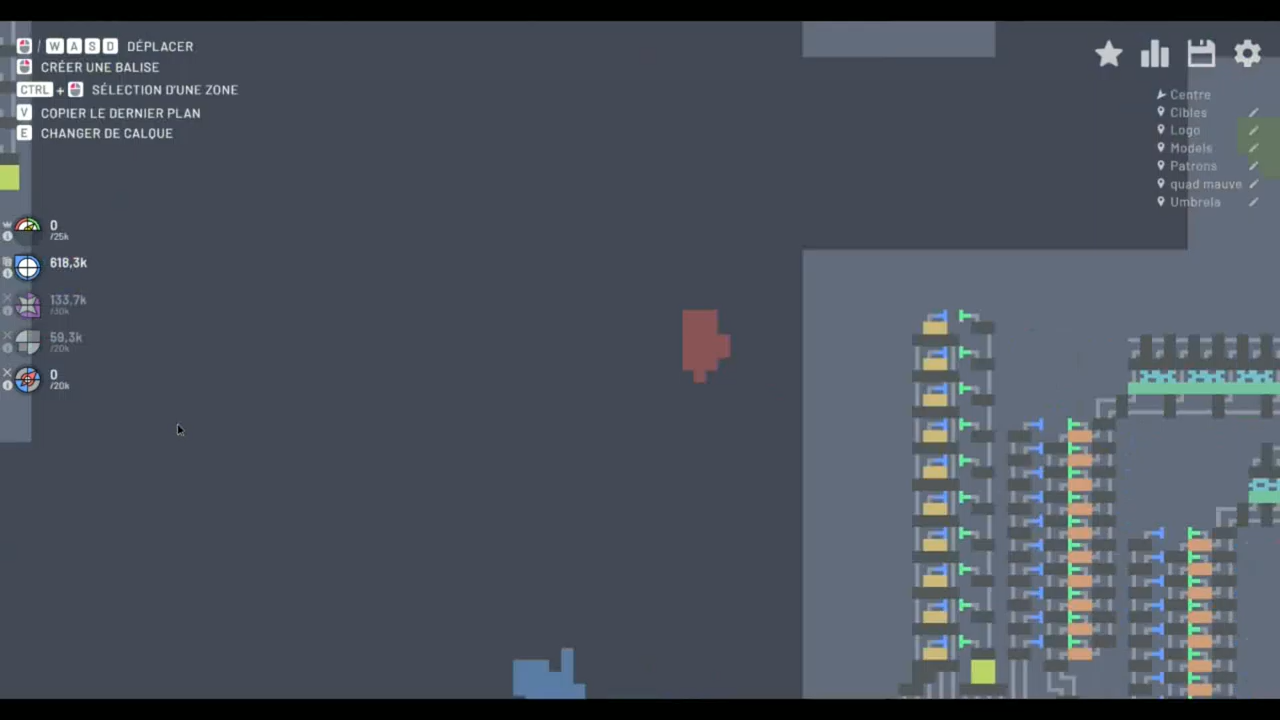 / W A S D DÉPLACER
CRÉER UNE BALISE
CTRL + SÉLECTION D'UNE ZONE
V COPIER LE DERNIER PLAN
E CHANGER DE CALQUE
Centre
Cibles
Logo
Models
Patrons
quad mauve
Umbrela
0
/25k
618,3k
133,7k
/30k
59,3k
/20k
0
/20k